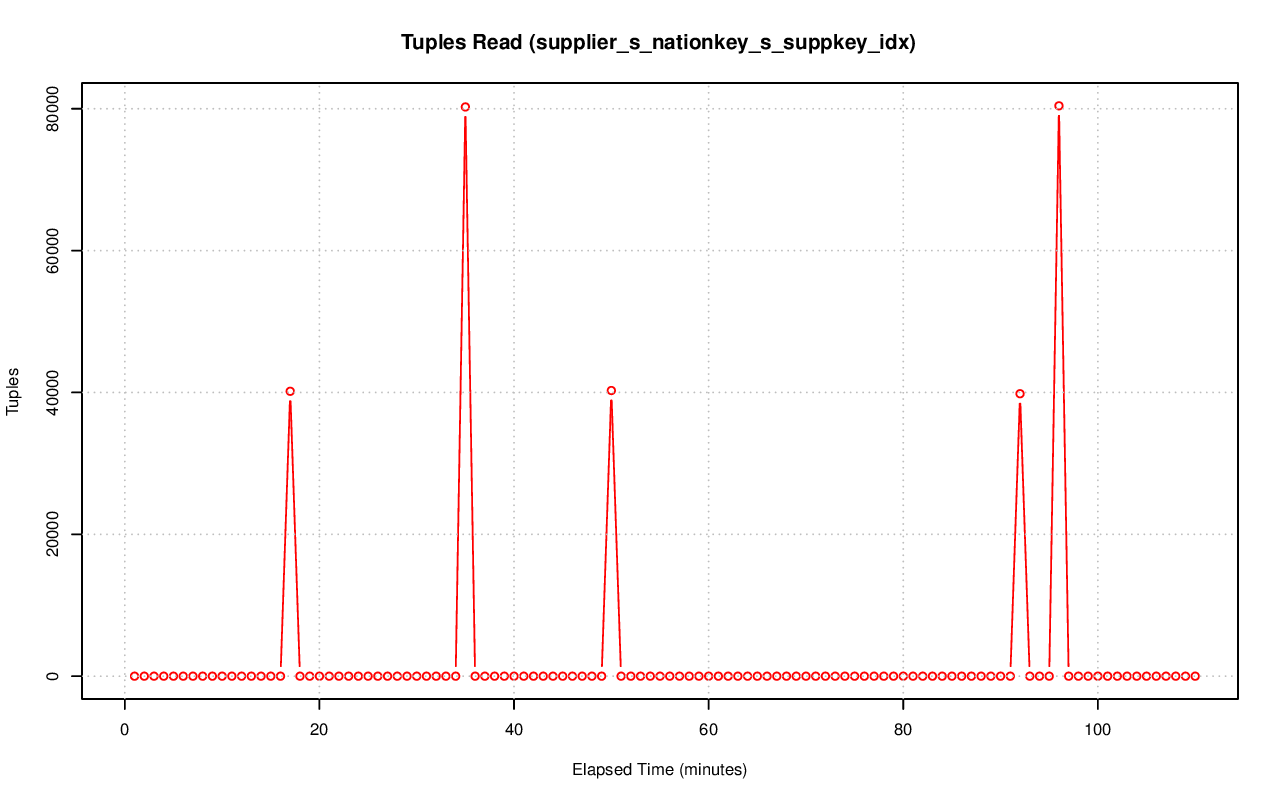 Tuples Read (supplier_s_nationkey_s_suppkey_idx)
80000
60000
40000
20000
0
Tuples
0 20 40 60 80 100
Elapsed Time (minutes)